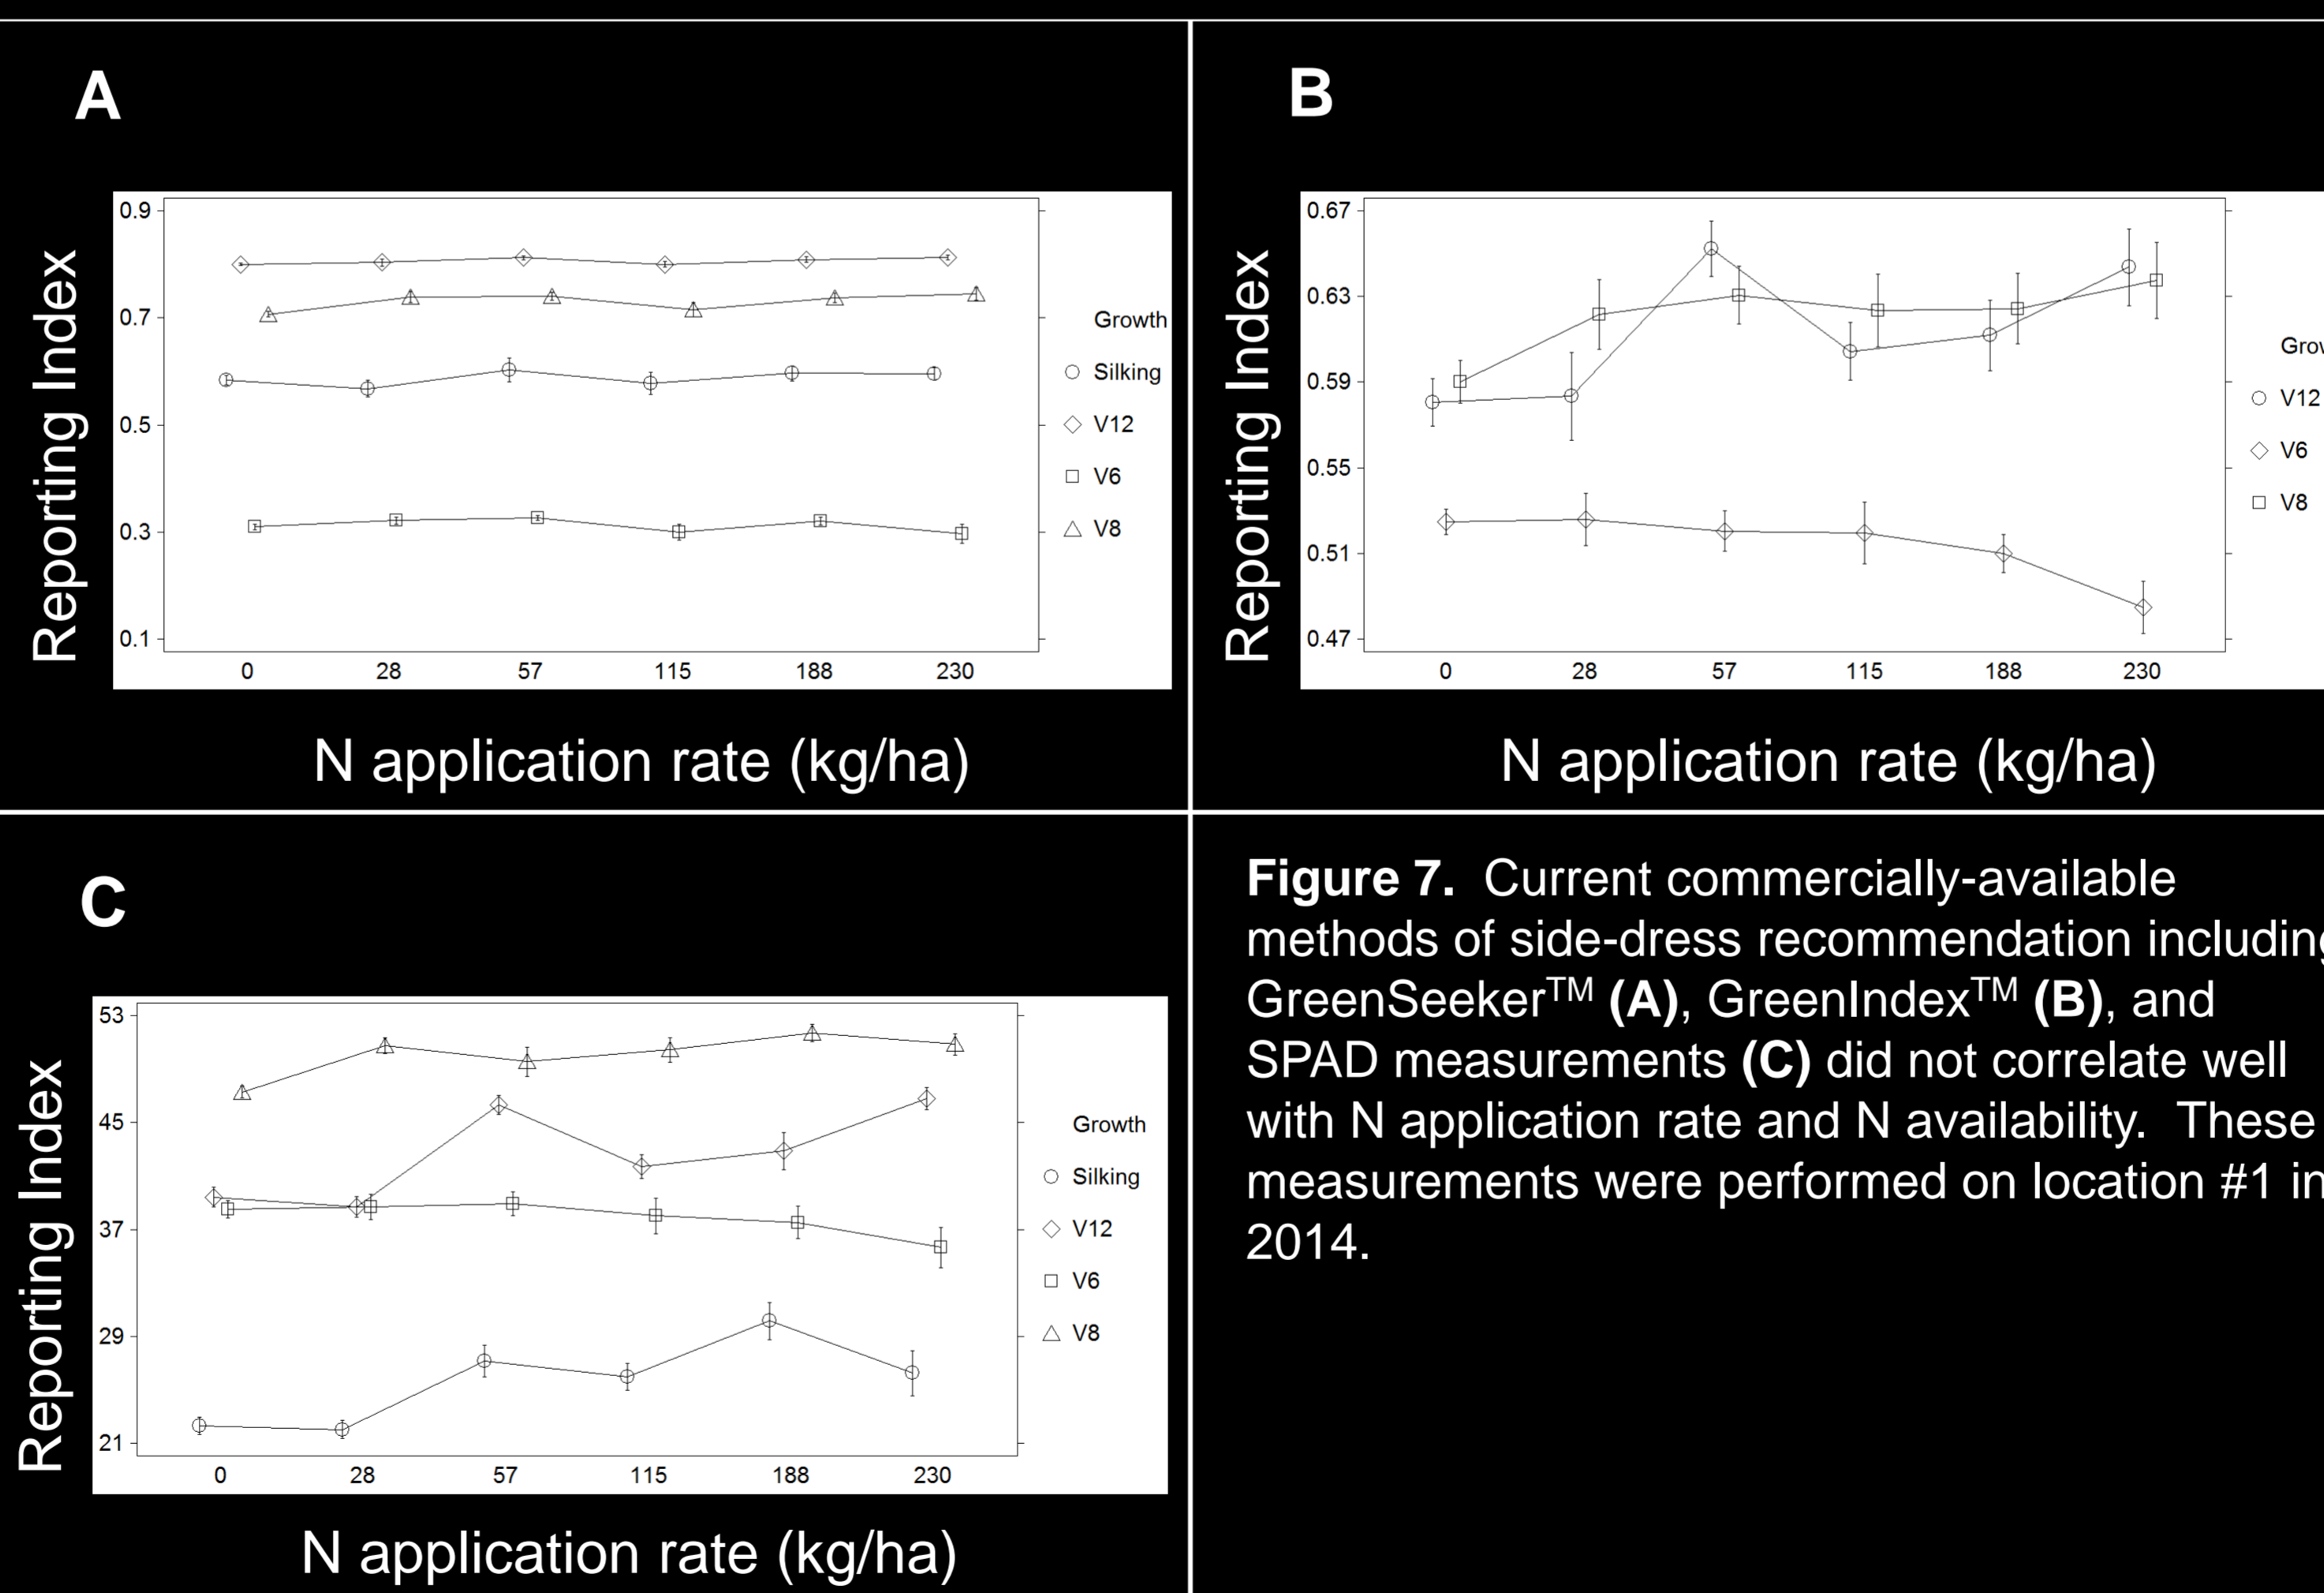 A
Reporting Index
0.9
0.7
0.5
0.3
0.1
0 28 57 115 188 230
N application rate (kg/ha)
Growth
Silking
V12
V6
V8
B
Reporting Index
0.67
0.63
0.59
0.55
0.51
0.47
0 28 57 115 188 230
N application rate (kg/ha)
V12
V6
V8
C
Reporting Index
53
45
37
29
21
0 28 57 115 188 230
N application rate (kg/ha)
Growth
Silking
V12
V6
V8
Figure 7. Current commercially-available
methods of side-dress recommendation including
GreenSeeker™ (A), GreenIndex™ (B), and
SPAD measurements (C) did not correlate well
with N application rate and N availability. These
measurements were performed on location #1 in
2014.